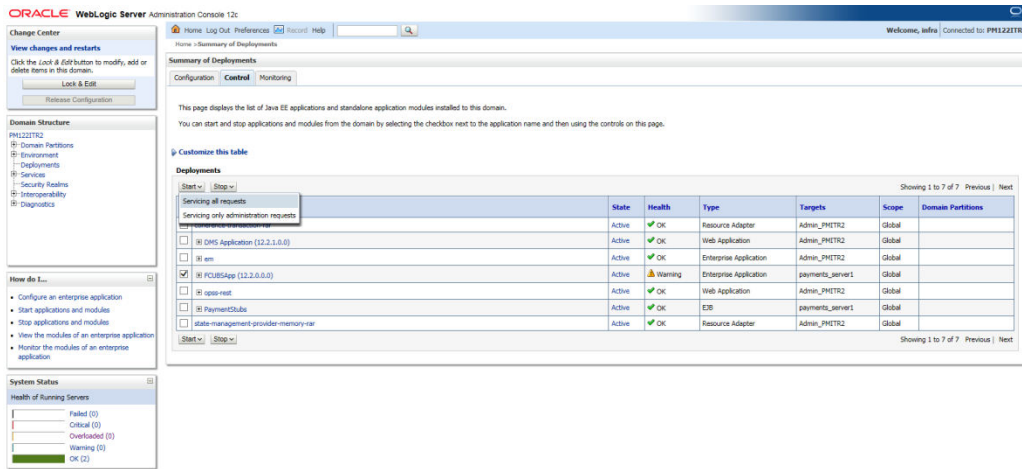 ORACLE WebLogic Server Administration Console 12c
Change Center
View changes and restarts
Click the Lock & Edit button to modify, add or
delete items in this domain.
Lock & Edit
Release Configuration
Domain Structure
PM122ITR2
Domain Partitions
Environment
Deployments
Services
Security Realms
Interoperability
Diagnostics
How do I...
Configure an enterprise application
Start applications and modules
Stop applications and modules
View the modules of an enterprise application
Monitor the modules of an enterprise
application
System Status
Health of Running Servers
Failed (0)
Critical (0)
Overloaded (0)
Warning (0)
OK (2)
Home Log Out Preferences Record Help
Welcome, infra Connected to: PM122ITR
Home >Summary of Deployments
Summary of Deployments
Configuration Control Monitoring
This page displays the list of Java EE applications and standalone application modules installed to this domain.
You can start and stop applications and modules from the domain by selecting the checkbox next to the application name and then using the controls on this page.
Customize this table
Deployments
Start Stop Showing 1 to 7 of 7 Previous | Next
Servicing all requests
Servicing only administration requests
State Health Type Targets Scope Domain Partitions
coherence-transaction-rar Active OK Resource Adapter Admin_PMITR2 Global
DMS Application (12.2.1.0.0) Active OK Web Application Admin_PMITR2 Global
em Active OK Enterprise Application Admin_PMITR2 Global
FCUBSApp (12.2.0.0.0) Active Warning Enterprise Application payments_server1 Global
opss-rest Active OK Web Application Admin_PMITR2 Global
PaymentStubs Active OK EJB payments_server1 Global
state-management-provider-memory-rar Active OK Resource Adapter Admin_PMITR2 Global
Start Stop Showing 1 to 7 of 7 Previous | Next